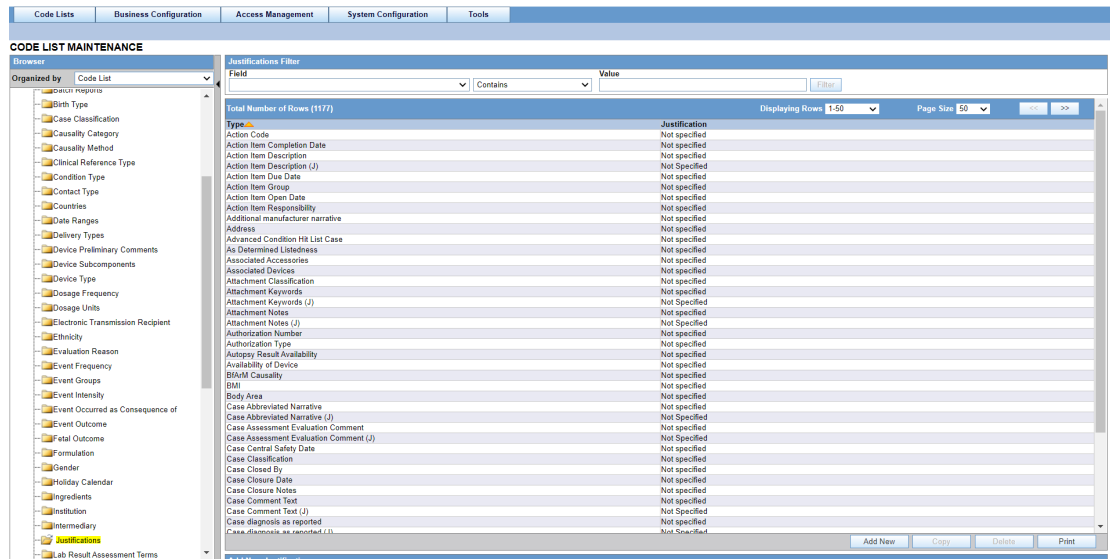 Code Lists
Business Configuration
Access Management
System Configuration
Tools
CODE LIST MAINTENANCE
Browser
Organized by Code List
Batch Reports
Birth Type
Case Classification
Causality Category
Causality Method
Clinical Reference Type
Condition Type
Contact Type
Countries
Date Ranges
Delivery Types
Device Preliminary Comments
Device Subcomponents
Device Type
Dosage Frequency
Dosage Units
Electronic Transmission Recipient
Ethnicity
Evaluation Reason
Event Frequency
Event Groups
Event Intensity
Event Occurred as Consequence of
Event Outcome
Fetal Outcome
Formulation
Gender
Holiday Calendar
Ingredients
Institution
Intermediary
Justifications
Lab Result Assessment Terms
Justifications Filter
Field Value
Contains Filter
Total Number of Rows (1177) Displaying Rows 1-50 Page Size 50 << >>
Type Justification
Action Code Not specified
Action Item Completion Date Not specified
Action Item Description Not specified
Action Item Description (J) Not Specified
Action Item Due Date Not specified
Action Item Group Not specified
Action Item Open Date Not specified
Action Item Responsibility Not specified
Additional manufacturer narrative Not specified
Address Not specified
Advanced Condition Hit List Case Not specified
As Determined Listedness Not specified
Associated Accessories Not specified
Associated Devices Not specified
Attachment Classification Not specified
Attachment Keywords Not specified
Attachment Keywords (J) Not Specified
Attachment Notes Not specified
Attachment Notes (J) Not Specified
Authorization Number Not specified
Authorization Type Not specified
Autopsy Result Availability Not specified
Availability of Device Not specified
BfArM Causality Not specified
BMI Not specified
Body Area Not specified
Case Abbreviated Narrative Not specified
Case Abbreviated Narrative (J) Not Specified
Case Assessment Evaluation Comment Not specified
Case Assessment Evaluation Comment (J) Not Specified
Case Central Safety Date Not specified
Case Classification Not specified
Case Closed By Not specified
Case Closure Date Not specified
Case Closure Notes Not specified
Case Comment Text Not specified
Case Comment Text (J) Not Specified
Case diagnosis as reported Not specified
Case diagnosis as reported (J) Not Specified
Add New Copy Delete Print